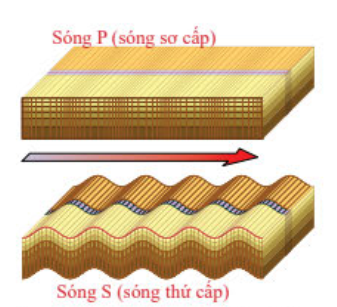 Sóng P (sóng sơ cấp)
Sóng S (sóng thứ cấp)